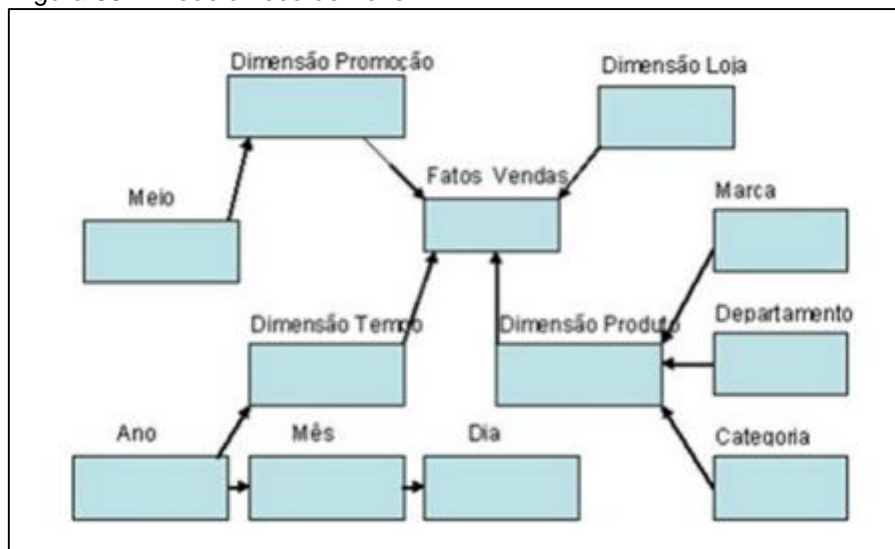 Dimensão Promoção
Dimensão Loja
Fatos Vendas
Meio
Marca
Dimensão Tempo
Dimensão Produto
Departamento
Ano
Mês
Dia
Categoria